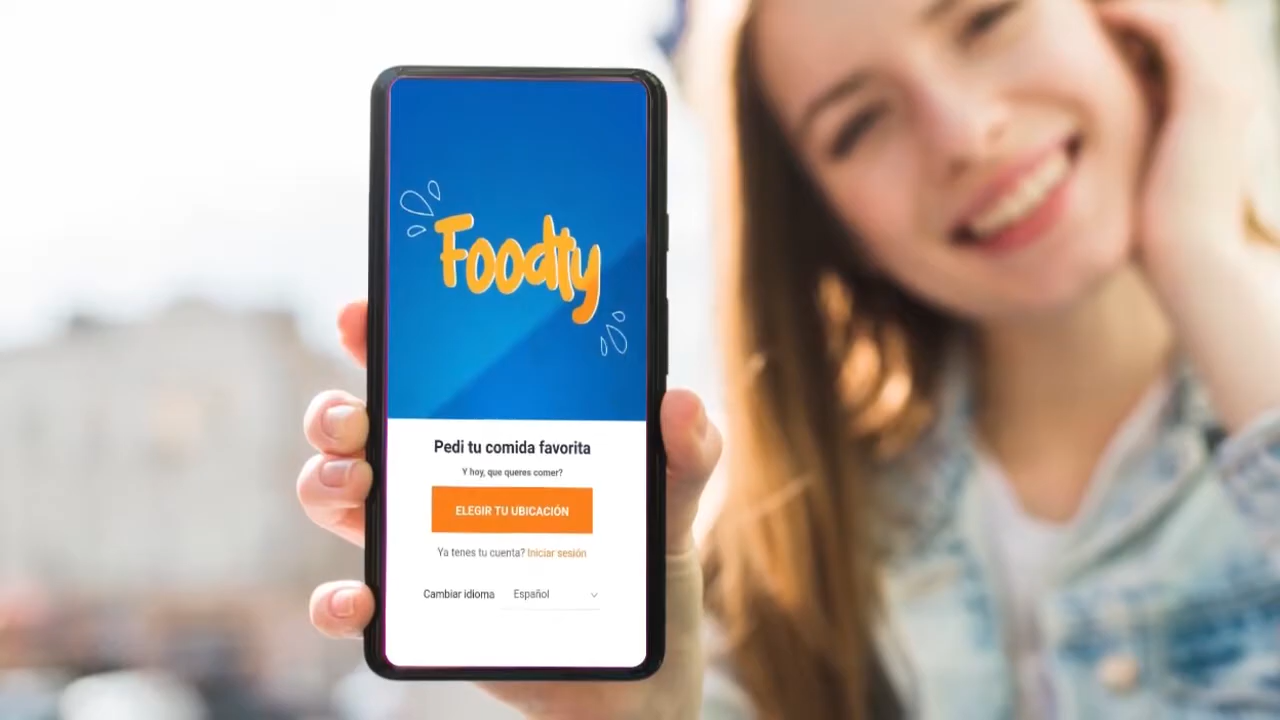 Foodty
Pedi tu comida favorita
Y hoy, que queres comer?
ELEGIR TU UBICACIÓN
Ya tenes tu cuenta? Iniciar sesión
Cambiar idioma Español